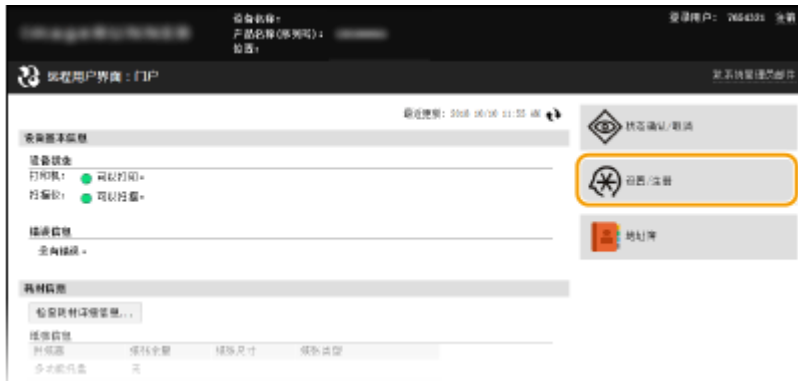 设备名称:
产品名称(序列号):
位置:
登录用户: 7654321 注销
远程用户界面:门户
致系统管理员邮件
最近更新:
设备基本信息
设备状态
打印机: 可以打印。
扫描仪: 可以扫描。
错误信息
没有错误。
耗材信息
检查耗材详细信息...
纸张信息
供纸器 纸张余量 纸张尺寸 纸张类型
多功能托盘 无
状态确认/取消
设置/注册
地址簿